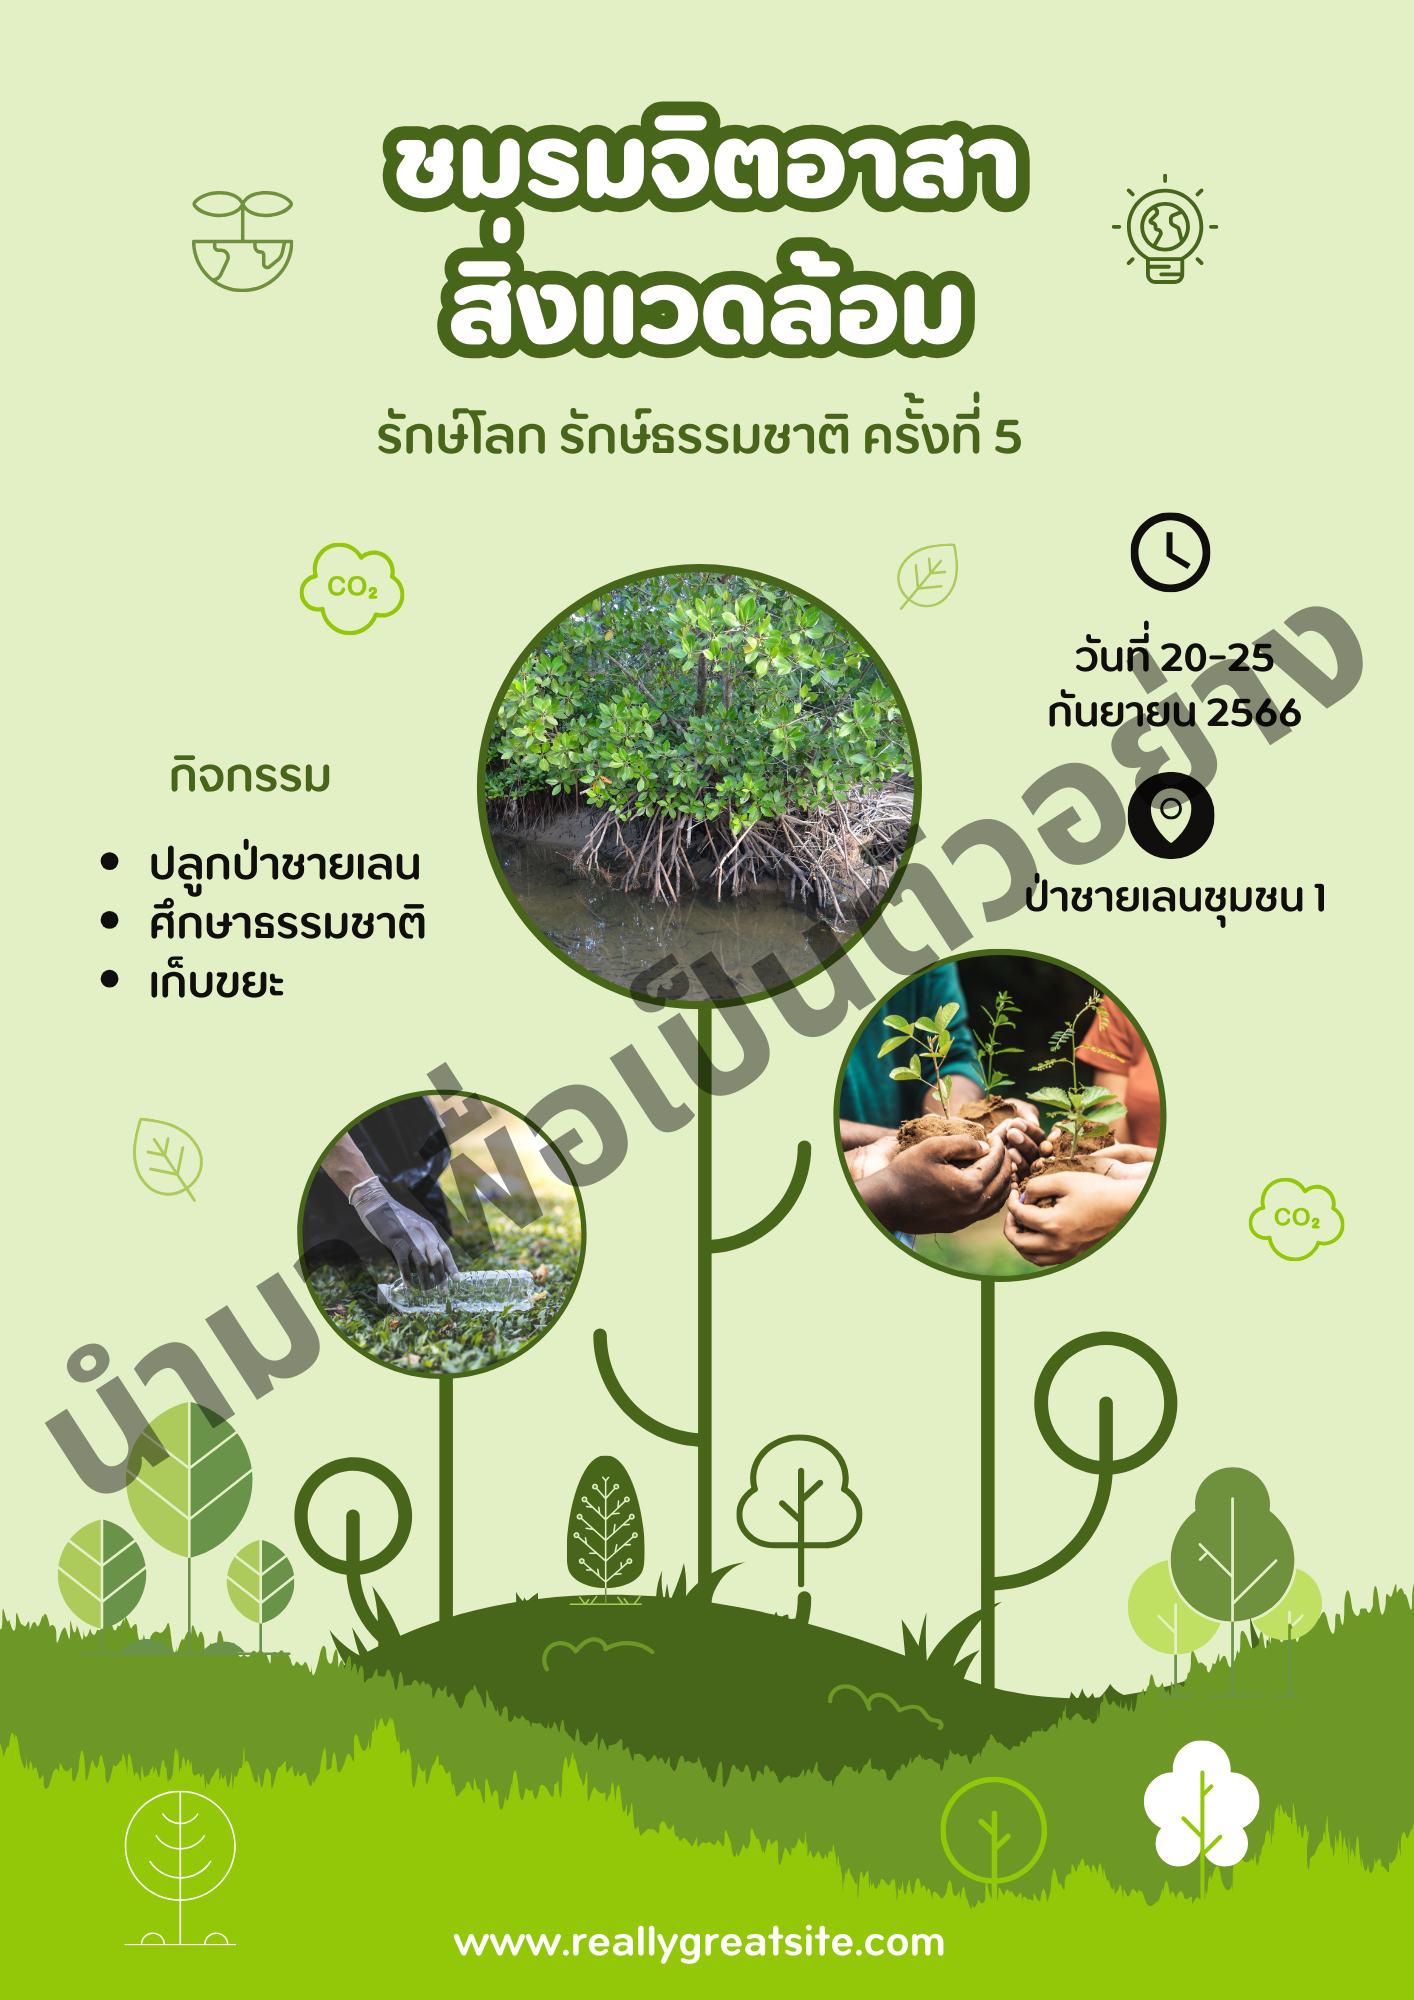 ชมรมจิตอาสา
สิ่งแวดล้อม
รักษ์โลก รักษ์ธรรมชาติ ครั้งที่ 5
CO₂
วันที่ 20-25
กันยายน 2566
กิจกรรม
• ปลูกป่าชายเลน
• ศึกษาธรรมชาติ
• เก็บขยะ
ป่าชายเลนชุมชน 1
นำมาเพื่อเป็นตัวอย่าง
CO₂
www.reallygreatsite.com